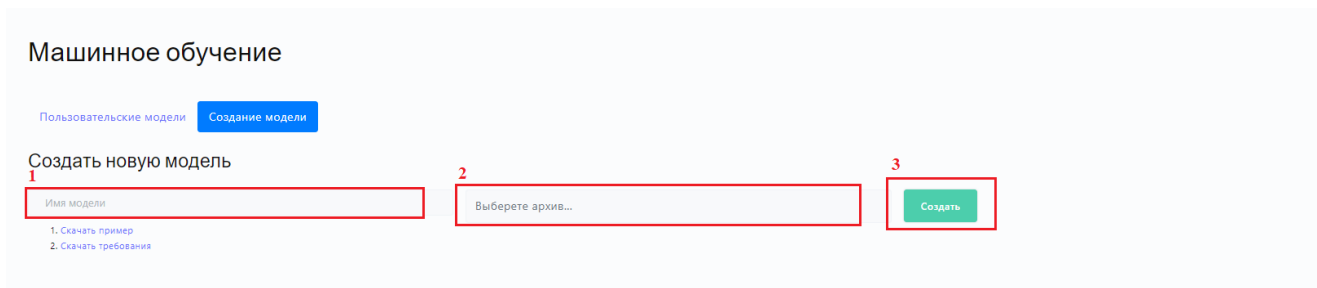 Машинное обучение
Пользовательские модели Создание модели
Создать новую модель
1 2 3
Имя модели Выберете архив... Создать
1. Скачать пример
2. Скачать требования